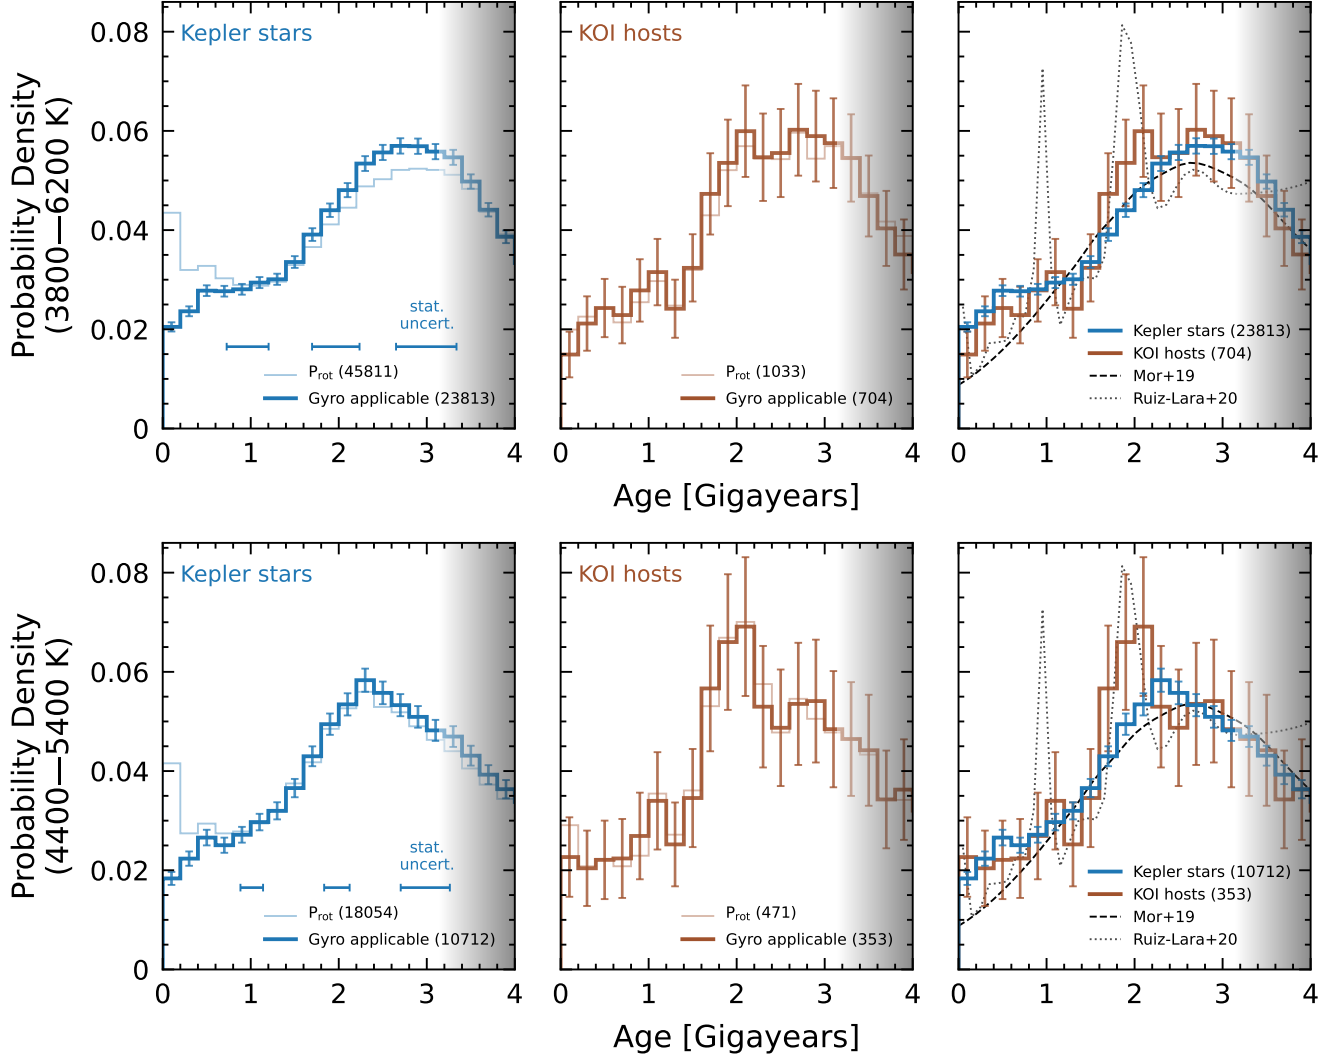 Probability Density
(3800—6200 K)
0.08
0.06
0.04
0.02
0
Kepler stars
stat.
uncert.
Prot (45811)
Gyro applicable (23813)
0 1 2 3 4
KOI hosts
Prot (1033)
Gyro applicable (704)
0 1 2 3 4
Age [Gigayears]
Kepler stars (23813)
KOI hosts (704)
Mor+19
Ruiz-Lara+20
0 1 2 3 4
Probability Density
(4400—5400 K)
0.08
0.06
0.04
0.02
0
Kepler stars
stat.
uncert.
Prot (18054)
Gyro applicable (10712)
0 1 2 3 4
KOI hosts
Prot (471)
Gyro applicable (353)
0 1 2 3 4
Age [Gigayears]
Kepler stars (10712)
KOI hosts (353)
Mor+19
Ruiz-Lara+20
0 1 2 3 4